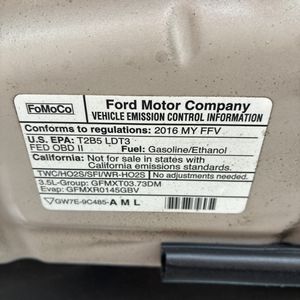 FoMoCo
Ford Motor Company
VEHICLE EMISSION CONTROL INFORMATION
Conforms to regulations: 2016 MY FFV
U.S. EPA: T2B5 LDT3
FED OBD II Fuel: Gasoline/Ethanol
California: Not for sale in states with
California emissions standards.
TWC/HO2S/SFI/WR-HO2S No adjustments needed.
3.5L-Group: GFMXT03.73DM
Evap: GFMXR0145GBV
GW7E-9C485-A M L